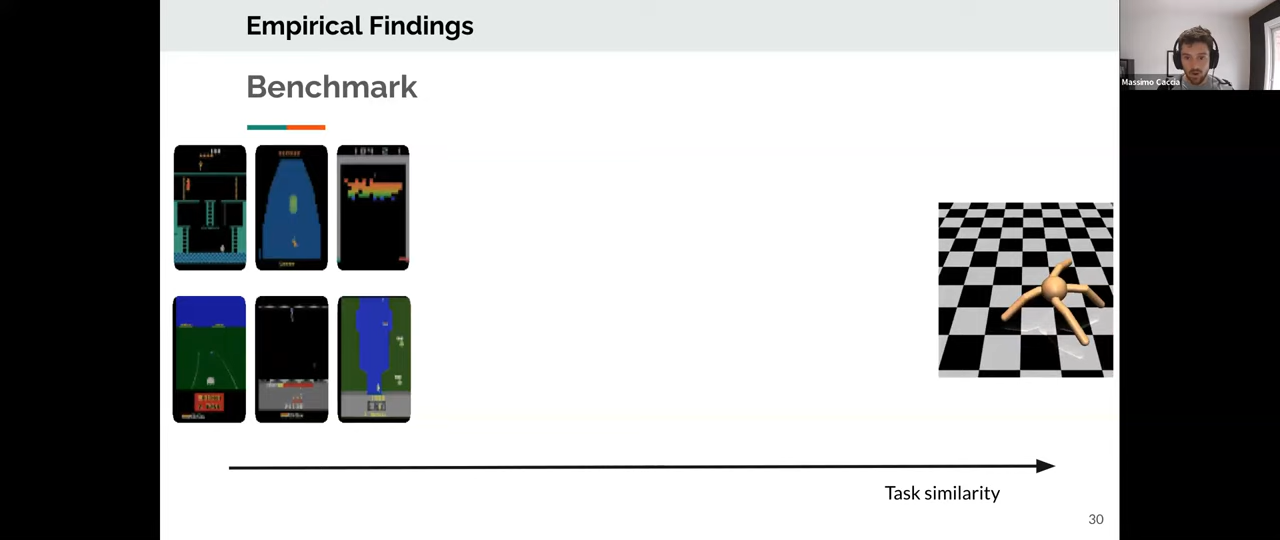 Empirical Findings
Benchmark
Massimo Caccia
Task similarity
30